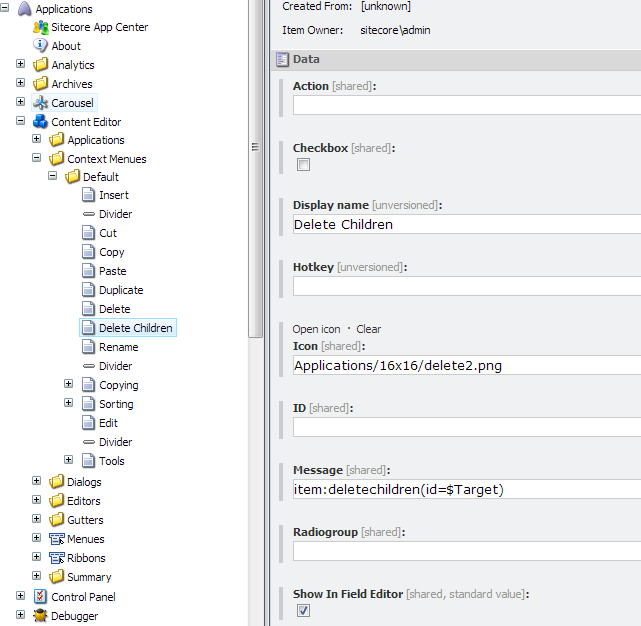 Applications
Sitecore App Center
About
Analytics
Archives
Carousel
Content Editor
Applications
Context Menues
Default
Insert
Divider
Cut
Copy
Paste
Duplicate
Delete
Delete Children
Rename
Divider
Copying
Sorting
Edit
Divider
Tools
Dialogs
Editors
Gutters
Menues
Ribbons
Summary
Control Panel
Debugger
Created From: [unknown]
Item Owner: sitecore\admin
Data
Action [shared]:
Checkbox [shared]:
Display name [unversioned]:
Delete Children
Hotkey [unversioned]:
Open icon · Clear
Icon [shared]:
Applications/16x16/delete2.png
ID [shared]:
Message [shared]:
item:deletechildren(id=$Target)
Radiogroup [shared]:
Show In Field Editor [shared, standard value]: